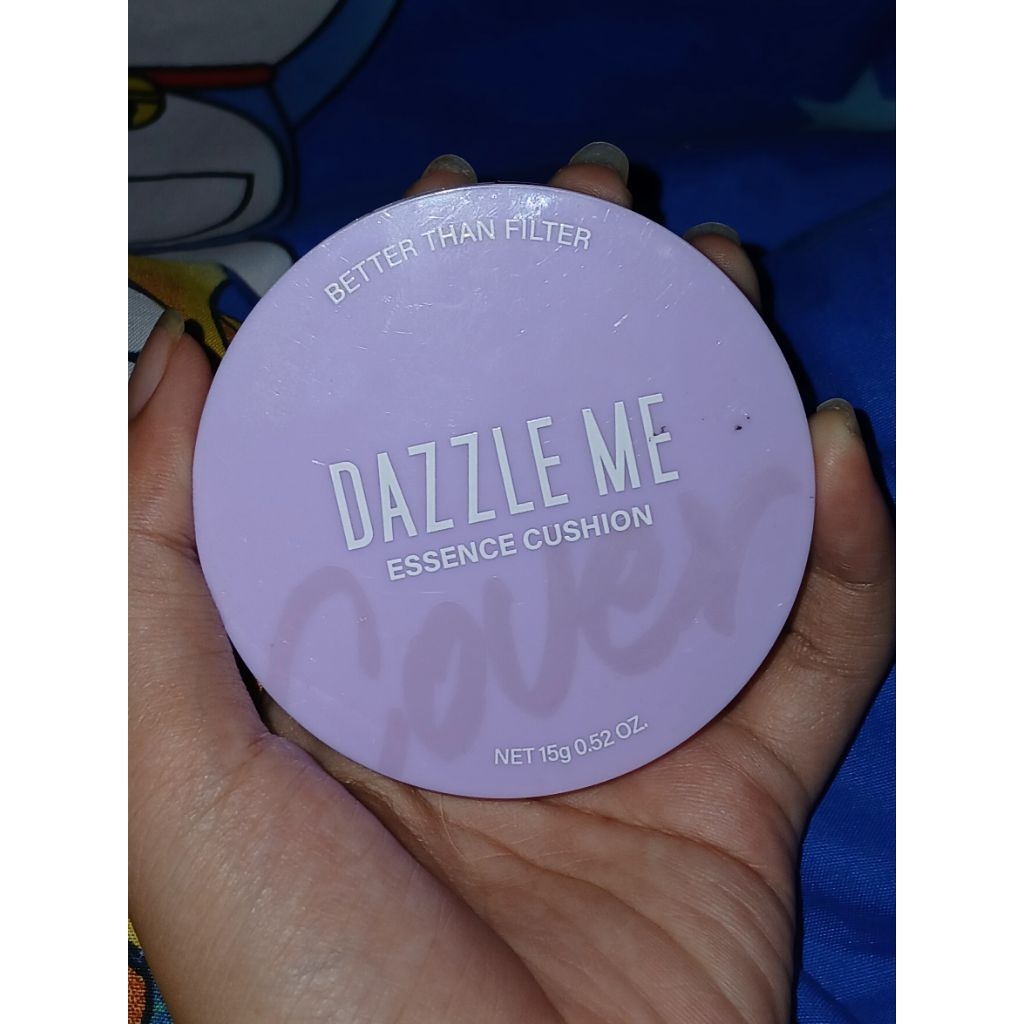 BETTER THAN FILTER
DAZZLE ME
ESSENCE CUSHION
Cover
NET 15g 0.52 OZ.